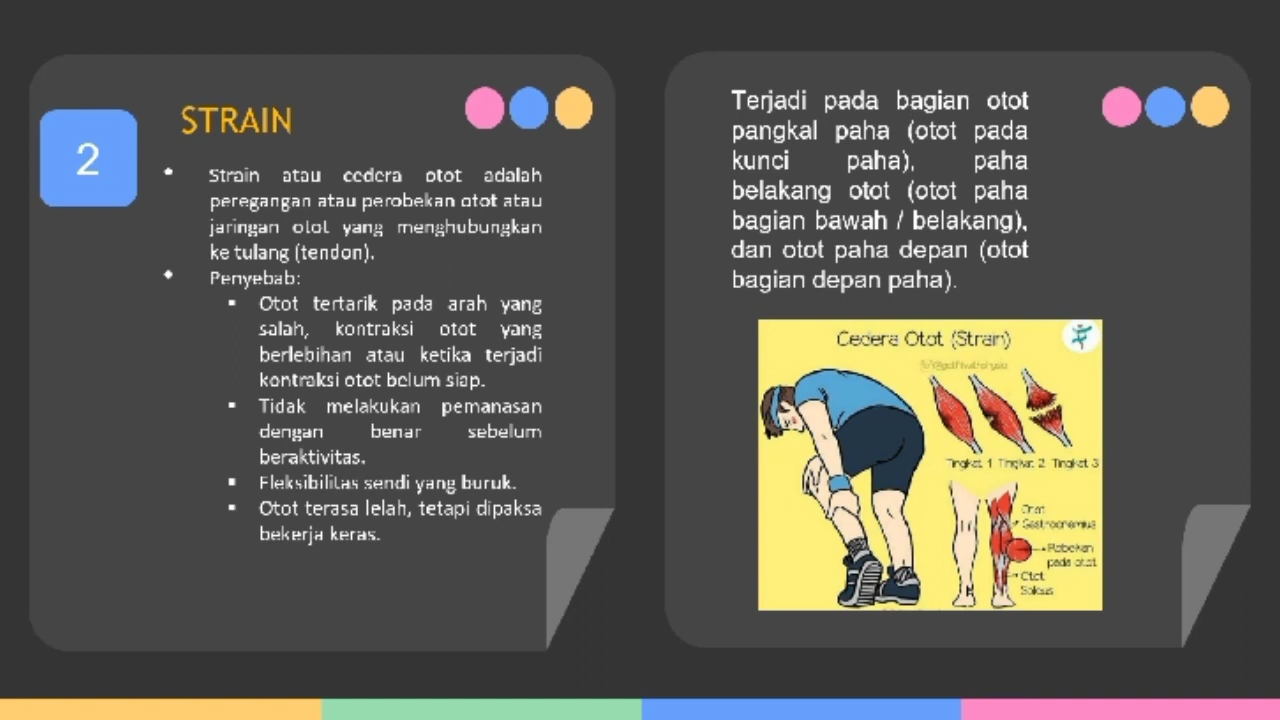 2
STRAIN
• Strain atau cedera otot adalah
peregangan atau perobekan otot atau
jaringan otot yang menghubungkan
ke tulang (tendon).
• Penyebab:
▪ Otot tertarik pada arah yang
salah, kontraksi otot yang
berlebihan atau ketika terjadi
kontraksi otot belum siap.
▪ Tidak melakukan pemanasan
dengan benar sebelum
beraktivitas.
▪ Fleksibilitas sendi yang buruk.
▪ Otot terasa lelah, tetapi dipaksa
bekerja keras.
Terjadi pada bagian otot
pangkal paha (otot pada
kunci paha), paha
belakang otot (otot paha
bagian bawah / belakang),
dan otot paha depan (otot
bagian depan paha).
Cedera Otot (Strain)
Tingkat 1 Tingkat 2 Tingkat 3
Otot
Gastrocnemius
Robekan
pada otot
Otot
Soleus